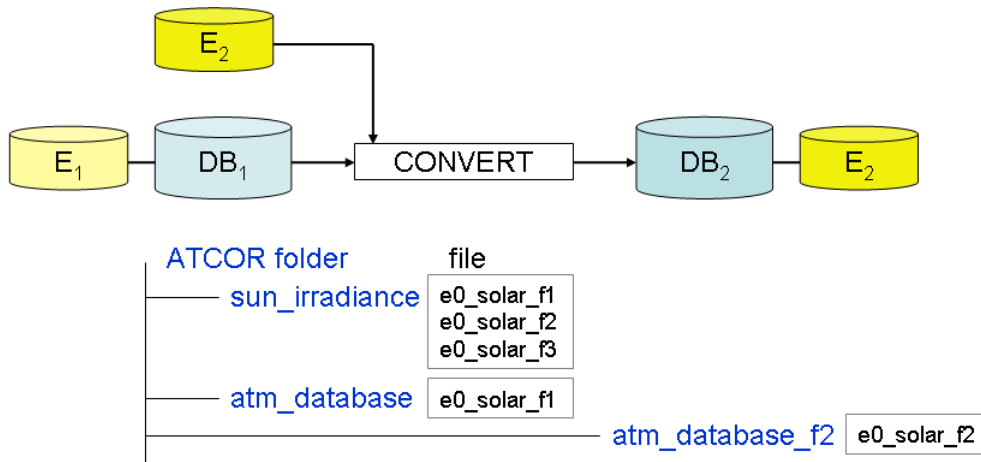 E₂
E₁ DB₁ CONVERT DB₂ E₂
ATCOR folder file
sun_irradiance e0_solar_f1
e0_solar_f2
e0_solar_f3
atm_database e0_solar_f1
atm_database_f2 e0_solar_f2